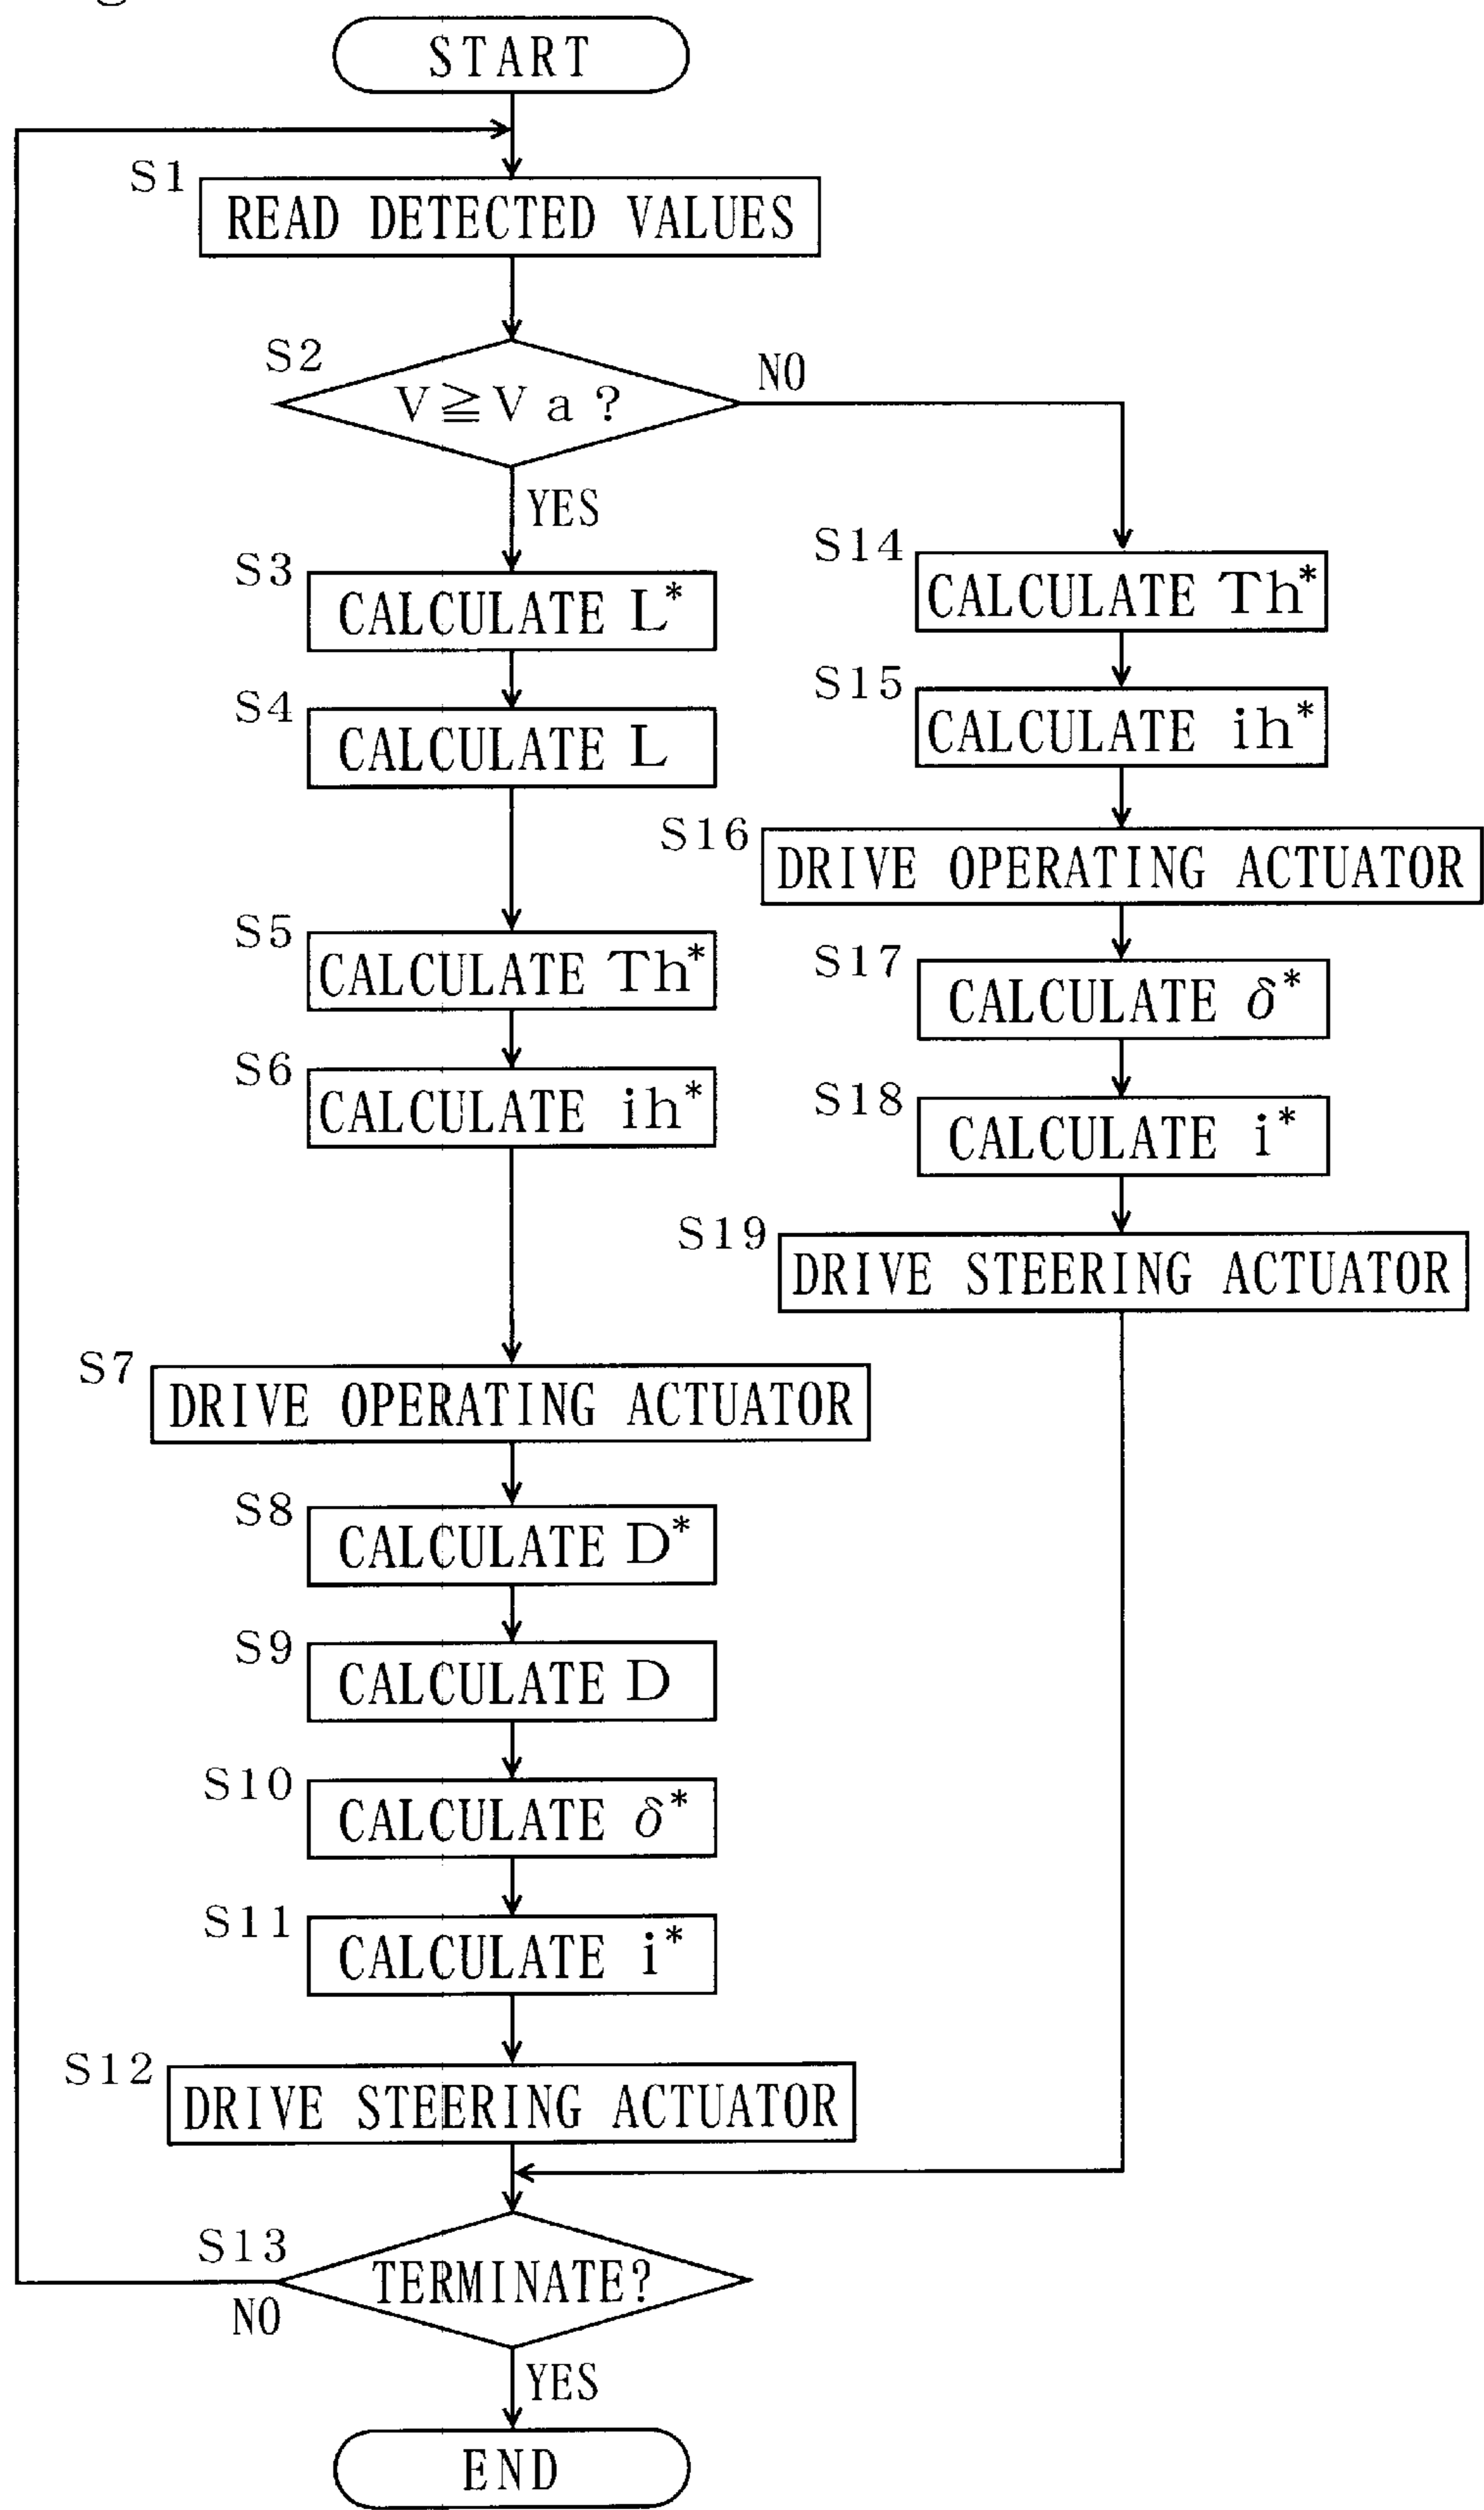 START
S1
READ DETECTED VALUES
S2
V≧Va?
NO
YES
S3
CALCULATE L*
S4
CALCULATE L
S5
CALCULATE Th*
S6
CALCULATE ih*
S7
DRIVE OPERATING ACTUATOR
S8
CALCULATE D*
S9
CALCULATE D
S10
CALCULATE δ*
S11
CALCULATE i*
S12
DRIVE STEERING ACTUATOR
S14
CALCULATE Th*
S15
CALCULATE ih*
S16
DRIVE OPERATING ACTUATOR
S17
CALCULATE δ*
S18
CALCULATE i*
S19
DRIVE STEERING ACTUATOR
S13
TERMINATE?
NO
YES
END